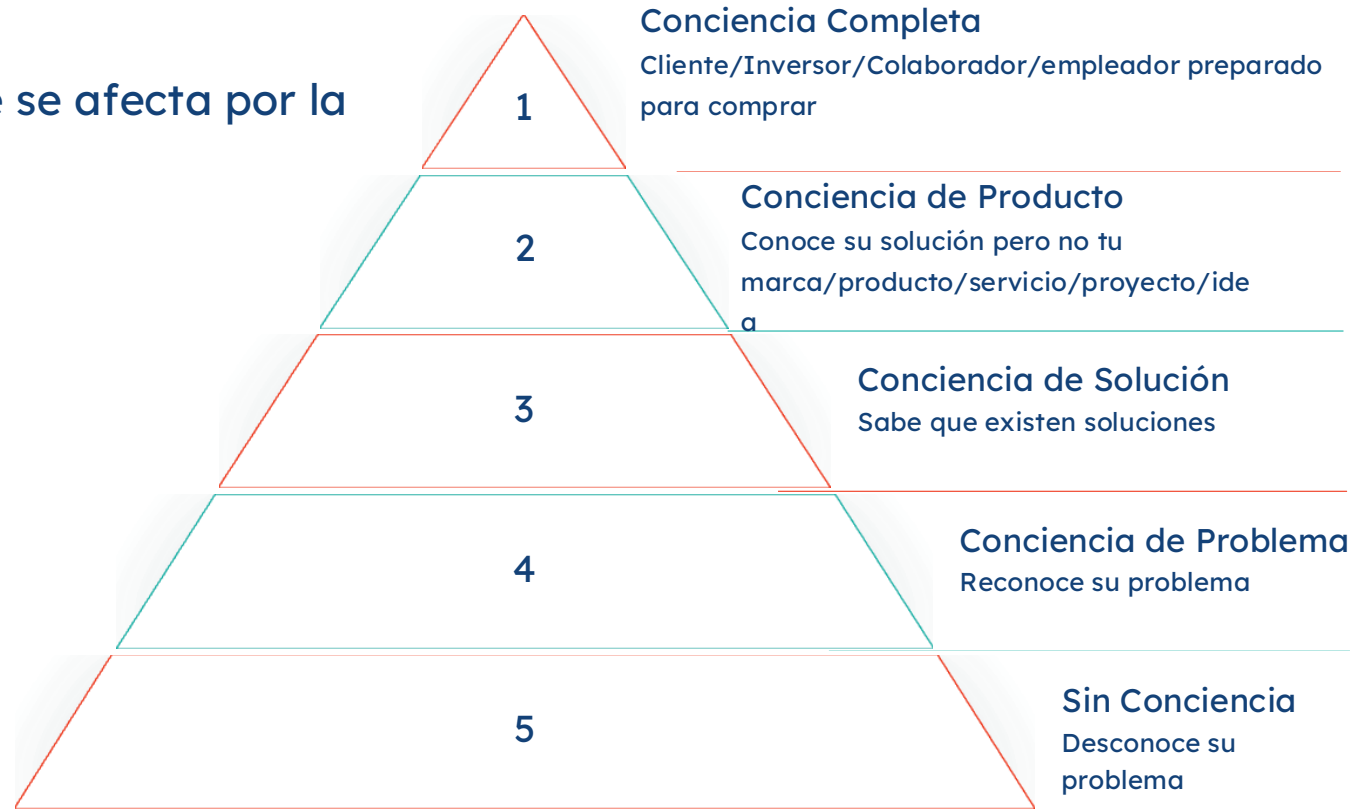 Conciencia Completa
Cliente/Inversor/Colaborador/empleador preparado
para comprar
e se afecta por la
1
Conciencia de Producto
Conoce su solución pero no tu
marca/producto/servicio/proyecto/ide
a
2
Conciencia de Solución
Sabe que existen soluciones
3
Conciencia de Problema
Reconoce su problema
4
Sin Conciencia
Desconoce su
problema
5